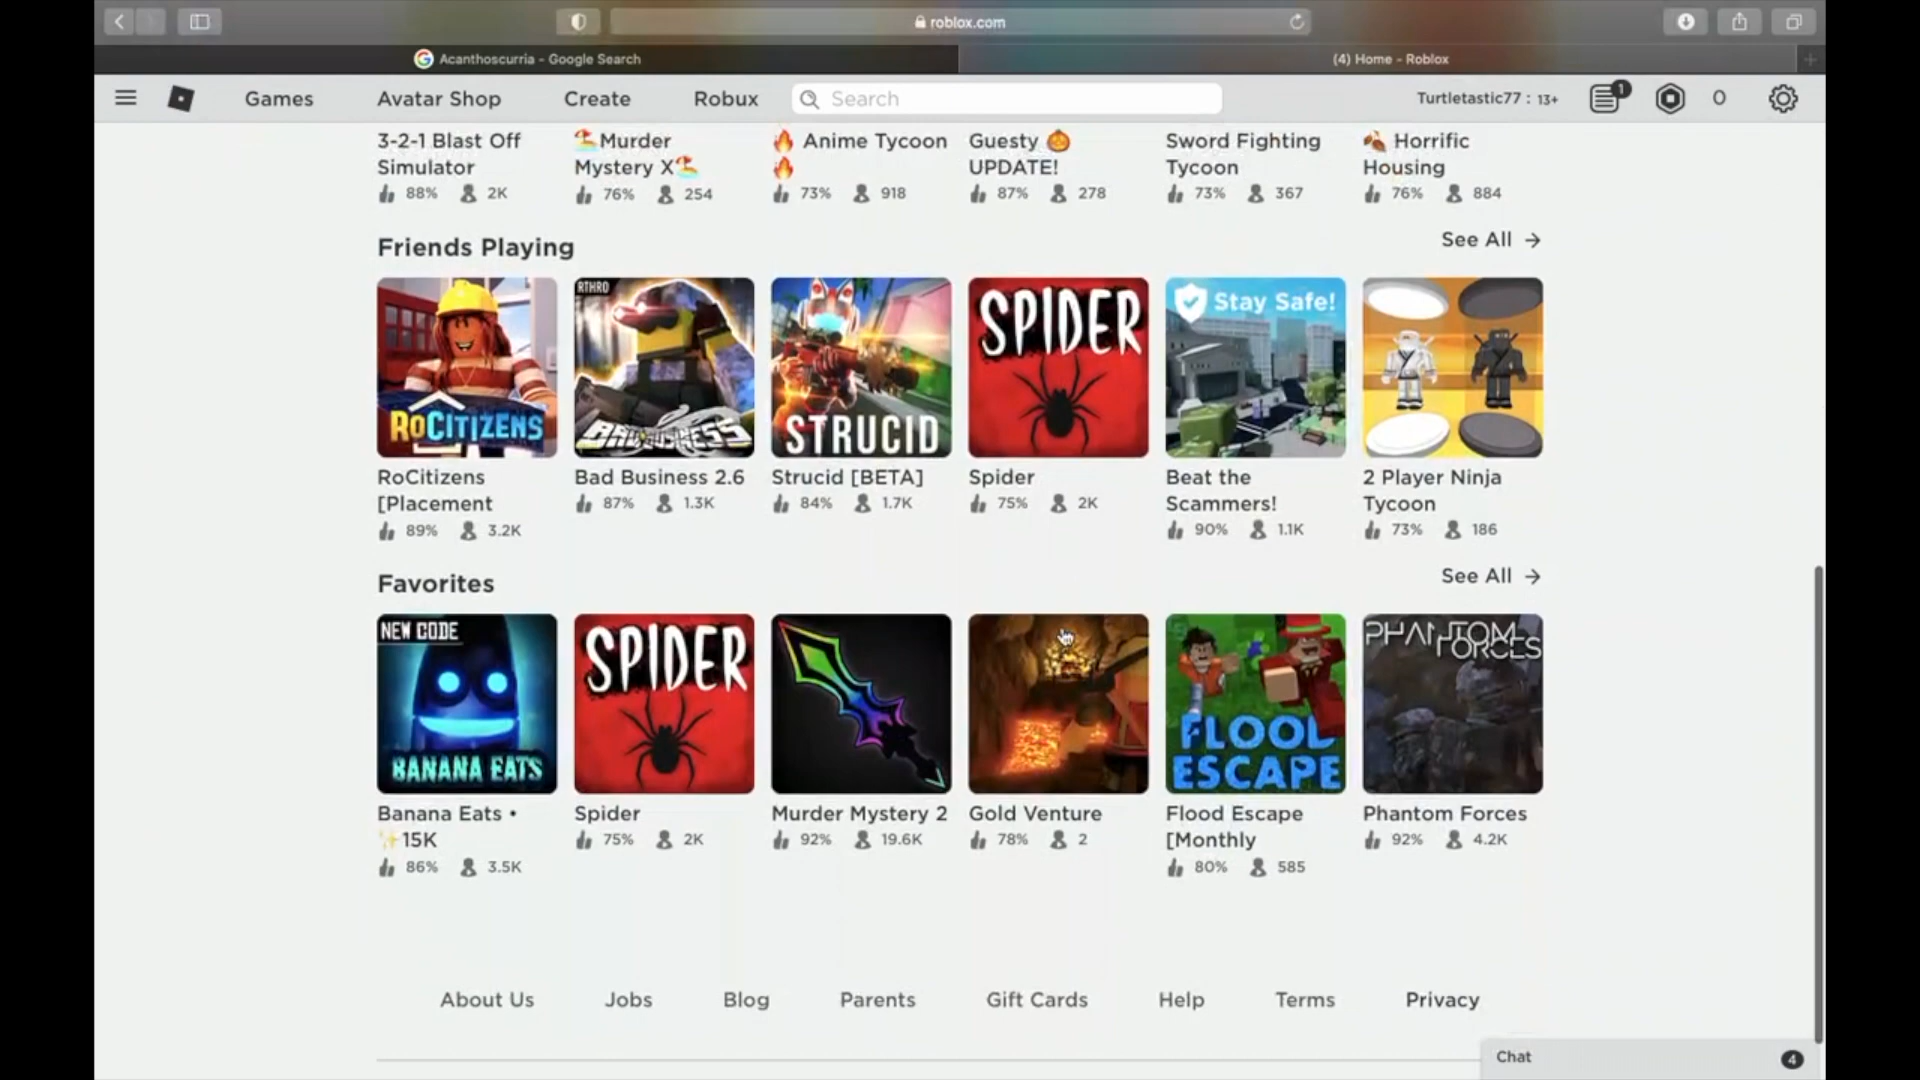 roblox.com
Acanthoscurria - Google Search
(4) Home - Roblox
Games
Avatar Shop
Create
Robux
Search
Turtletastic77 : 13+
1
0
3-2-1 Blast Off
Simulator
88% 2K
🏖️Murder
Mystery X🏖️
76% 254
🔥 Anime Tycoon
🔥
73% 918
Guesty 🎃
UPDATE!
87% 278
Sword Fighting
Tycoon
73% 367
🍂 Horrific
Housing
76% 884
Friends Playing
See All →
ROCITIZENS
RTHRO
BAD BUSINESS
STRUCID
SPIDER
Stay Safe!
RoCitizens
[Placement
89% 3.2K
Bad Business 2.6
87% 1.3K
Strucid [BETA]
84% 1.7K
Spider
75% 2K
Beat the
Scammers!
90% 1.1K
2 Player Ninja
Tycoon
73% 186
Favorites
See All →
NEW CODE
BANANA EATS
SPIDER
FLOOD
ESCAPE
PHANTOM
FORCES
Banana Eats •
✨15K
86% 3.5K
Spider
75% 2K
Murder Mystery 2
92% 19.6K
Gold Venture
78% 2
Flood Escape
[Monthly
80% 585
Phantom Forces
92% 4.2K
About Us
Jobs
Blog
Parents
Gift Cards
Help
Terms
Privacy
Chat
4